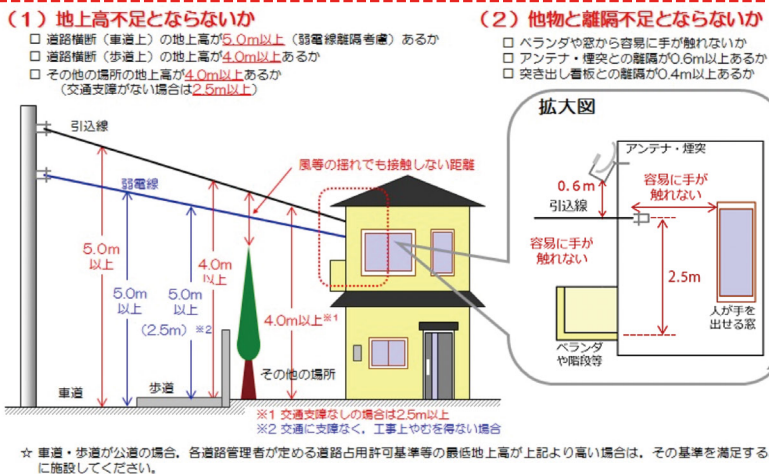 (1)地上高不足とならないか
□ 道路横断(車道上)の地上高が5.0m以上(弱電線離隔考慮)あるか
□ 道路横断(歩道上)の地上高が4.0m以上あるか
□ その他の場所の地上高が4.0m以上あるか
(交通支障がない場合は2.5m以上)
(2)他物と離隔不足とならないか
□ ベランダや窓から容易に手が触れないか
□ アンテナ・煙突との離隔が0.6m以上あるか
□ 突き出し看板との離隔が0.4m以上あるか
引込線
弱電線
風等の揺れでも接触しない距離
5.0m
以上
5.0m
以上
5.0m
以上
(2.5m)※2
4.0m
以上
4.0m以上※1
車道
歩道
その他の場所
※1 交通支障なしの場合は2.5m以上
※2 交通に支障なく,工事上やむを得ない場合
拡大図
アンテナ・煙突
0.6m
引込線
容易に手が
触れない
容易に手が
触れない
2.5m
人が手を
出せる窓
ベランダ
や階段等
☆ 車道・歩道が公道の場合,各道路管理者が定める道路占用許可基準等の最低地上高が上記より高い場合は,その基準を満足する
に施設してください。